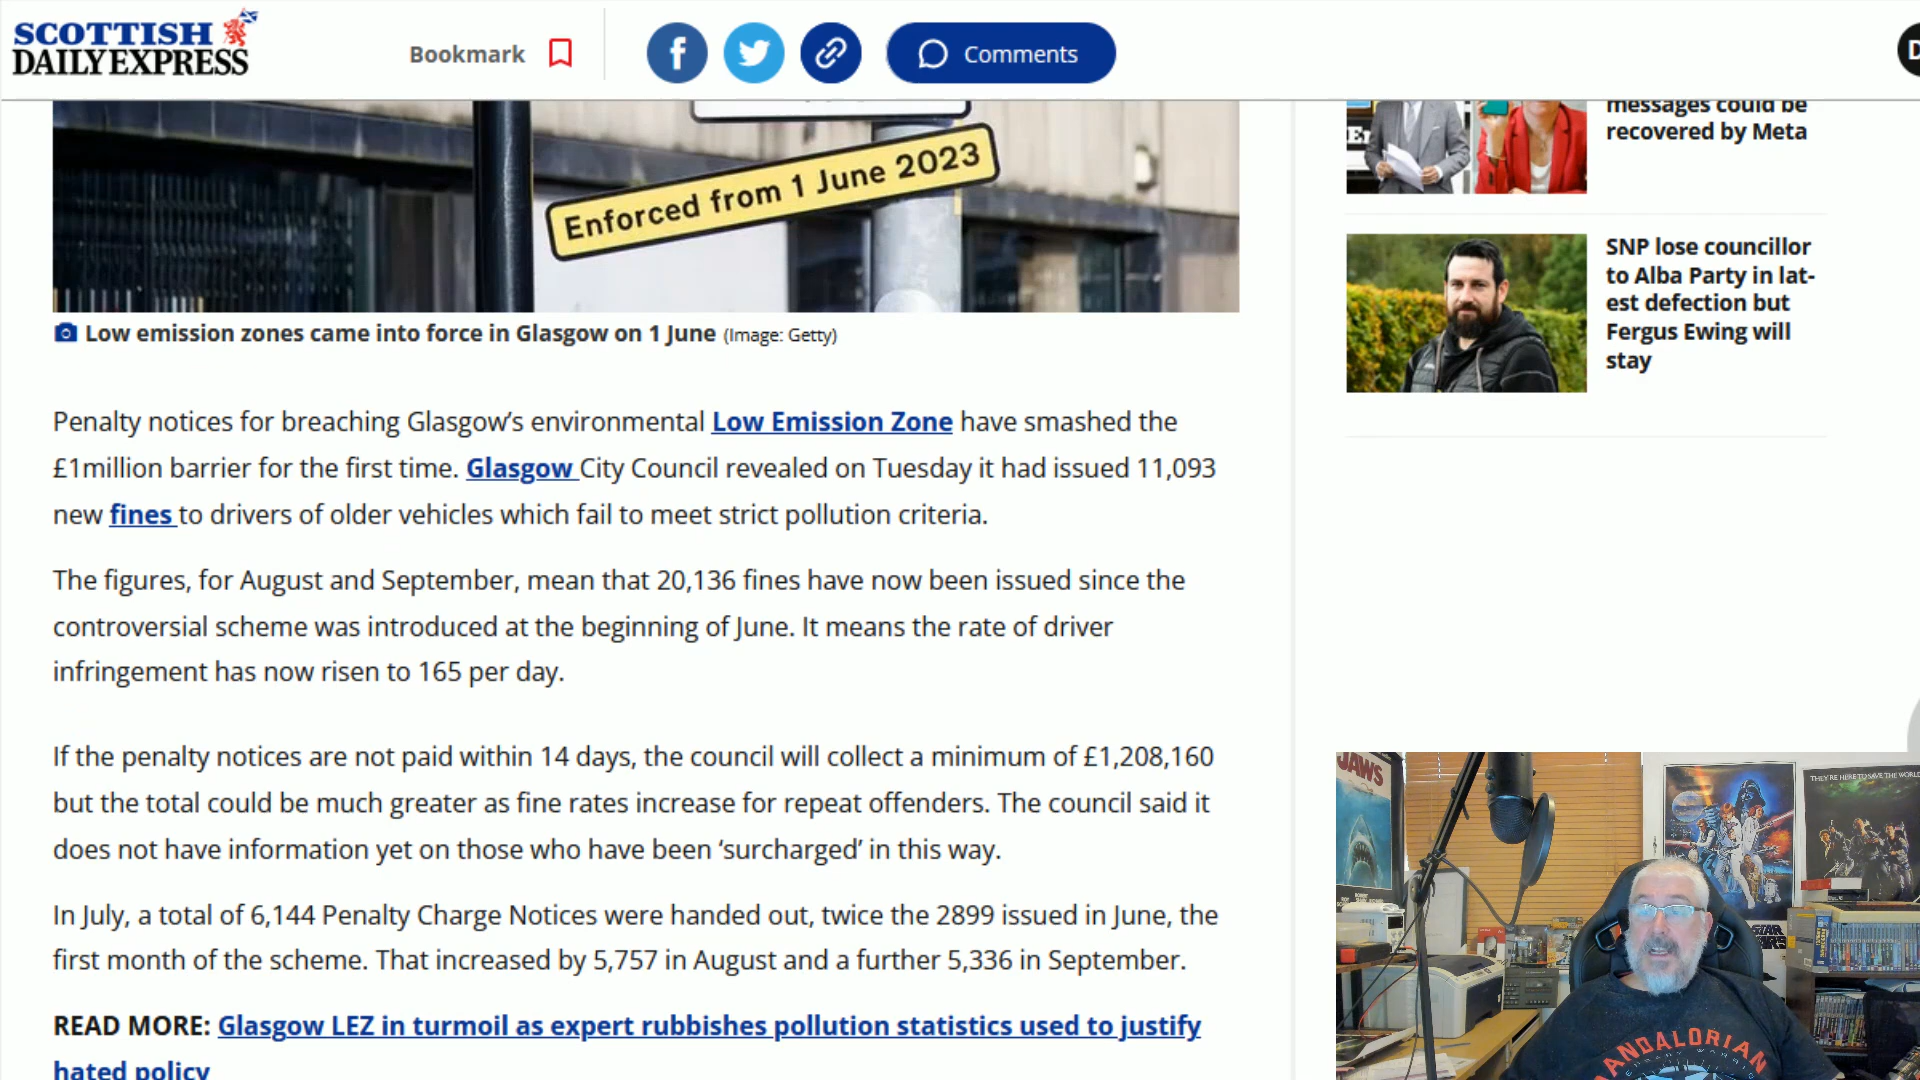 SCOTTISH
DAILY EXPRESS
Bookmark
Comments
D
Enforced from 1 June 2023
Low emission zones came into force in Glasgow on 1 June (Image: Getty)
Penalty notices for breaching Glasgow’s environmental Low Emission Zone have smashed the
£1million barrier for the first time. Glasgow City Council revealed on Tuesday it had issued 11,093
new fines to drivers of older vehicles which fail to meet strict pollution criteria.
The figures, for August and September, mean that 20,136 fines have now been issued since the
controversial scheme was introduced at the beginning of June. It means the rate of driver
infringement has now risen to 165 per day.
If the penalty notices are not paid within 14 days, the council will collect a minimum of £1,208,160
but the total could be much greater as fine rates increase for repeat offenders. The council said it
does not have information yet on those who have been ‘surcharged’ in this way.
In July, a total of 6,144 Penalty Charge Notices were handed out, twice the 2899 issued in June, the
first month of the scheme. That increased by 5,757 in August and a further 5,336 in September.
READ MORE: Glasgow LEZ in turmoil as expert rubbishes pollution statistics used to justify
hated policy
messages could be
recovered by Meta
SNP lose councillor
to Alba Party in lat-
est defection but
Fergus Ewing will
stay
JAWS
THEY'RE HERE TO SAVE THE WORLD
STAR
WARS
MANDALORIAN